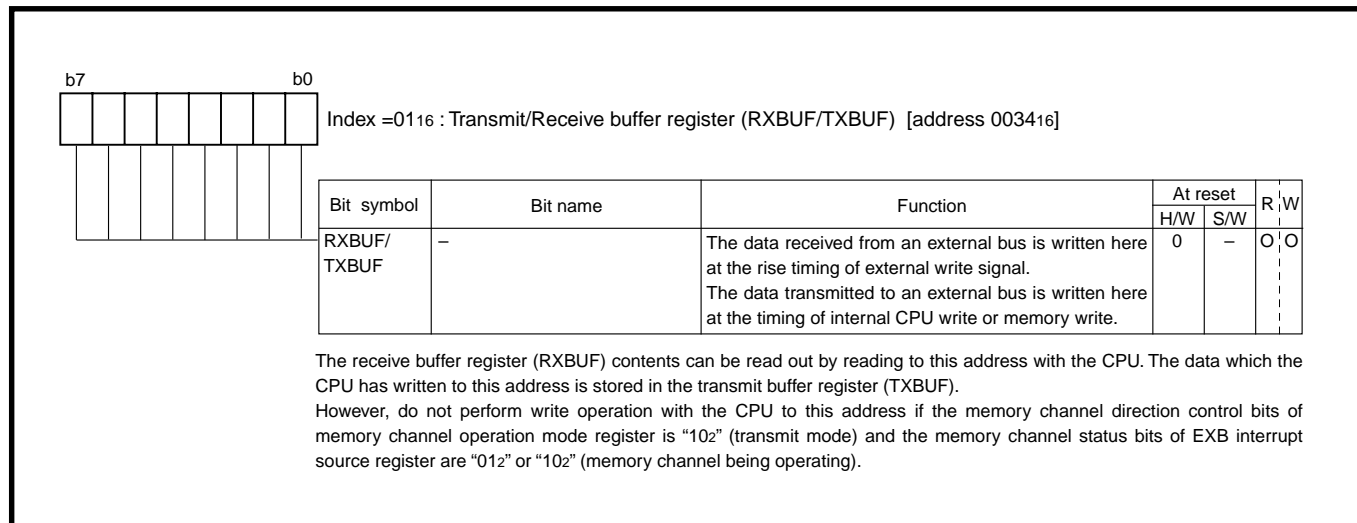 b7 b0
Index =0116 : Transmit/Receive buffer register (RXBUF/TXBUF) [address 003416]
Bit symbol Bit name Function At reset R W
H/W S/W
RXBUF/ – The data received from an external bus is written here 0 – O O
TXBUF at the rise timing of external write signal.
The data transmitted to an external bus is written here
at the timing of internal CPU write or memory write.
The receive buffer register (RXBUF) contents can be read out by reading to this address with the CPU. The data which the
CPU has written to this address is stored in the transmit buffer register (TXBUF).
However, do not perform write operation with the CPU to this address if the memory channel direction control bits of
memory channel operation mode register is “102” (transmit mode) and the memory channel status bits of EXB interrupt
source register are “012” or “102” (memory channel being operating).